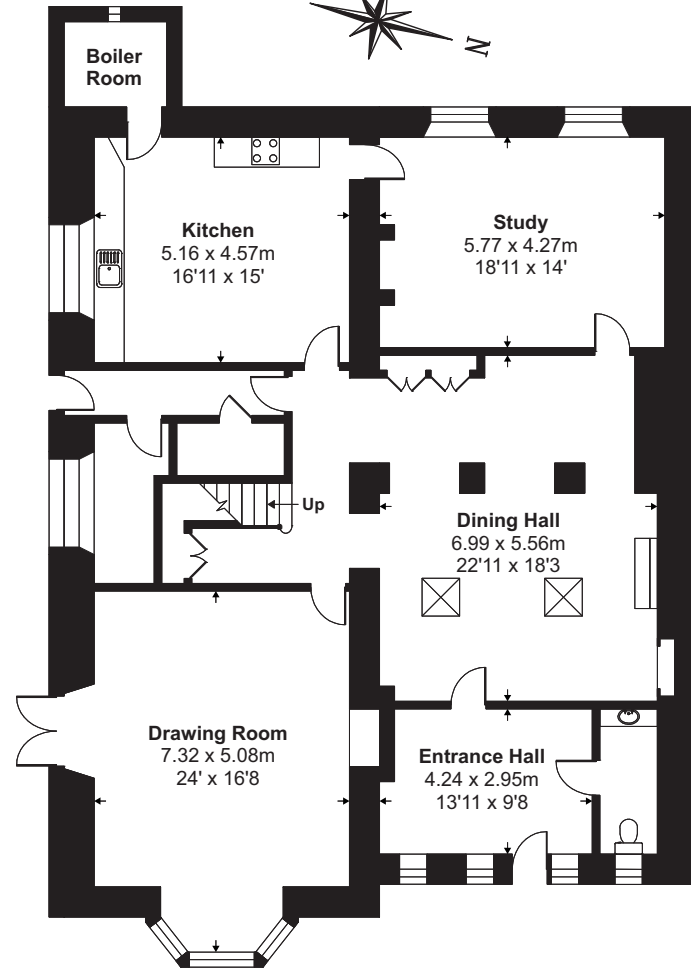 N
Boiler
Room
Kitchen
5.16 x 4.57m
16'11 x 15'
Study
5.77 x 4.27m
18'11 x 14'
Up
Dining Hall
6.99 x 5.56m
22'11 x 18'3
Drawing Room
7.32 x 5.08m
24' x 16'8
Entrance Hall
4.24 x 2.95m
13'11 x 9'8